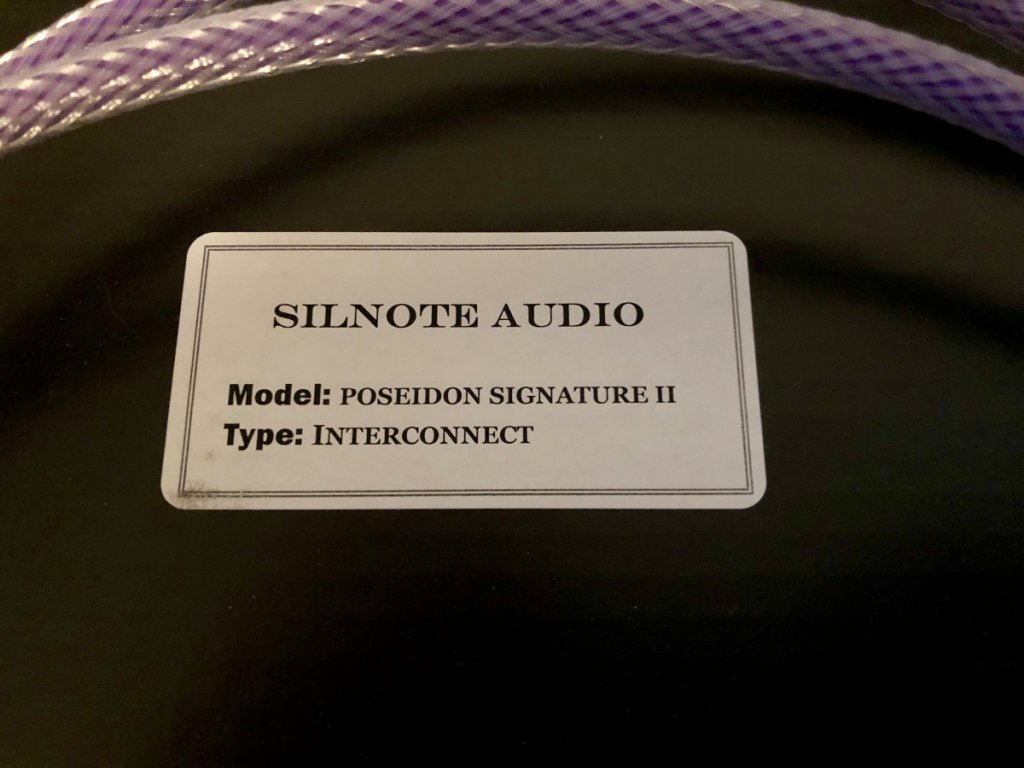 SILNOTE AUDIO
Model: POSEIDON SIGNATURE II
Type: INTERCONNECT